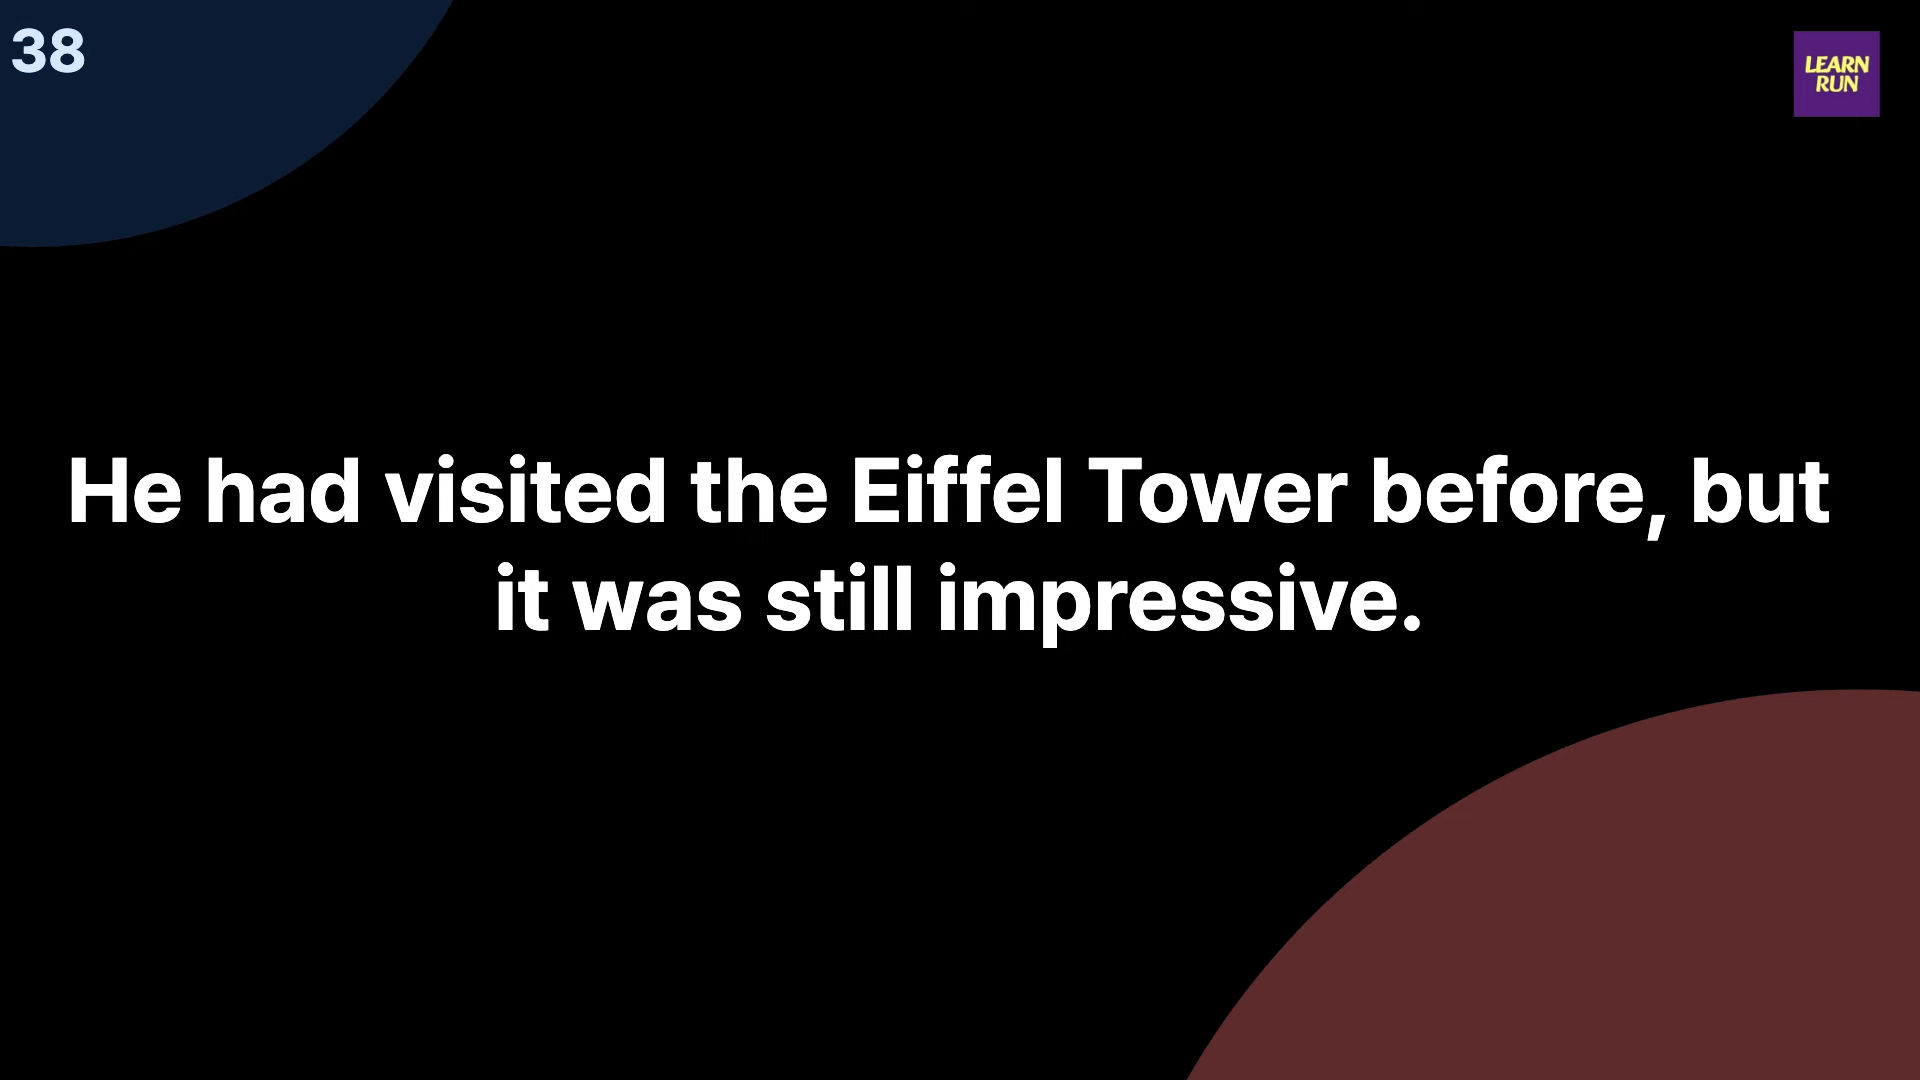 38
LEARN
RUN
He had visited the Eiffel Tower before, but
it was still impressive.